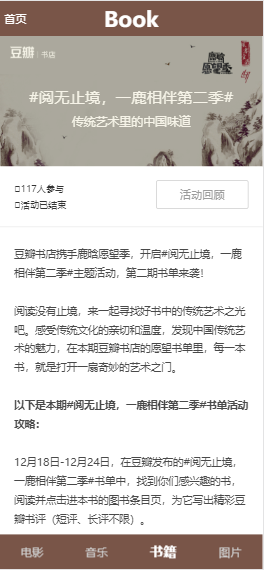 首页
Book
豆瓣 | 书店
鹿晗
愿望季
#阅无止境，一鹿相伴第二季#
传统艺术里的中国味道
117人参与
活动已结束
活动回顾
豆瓣书店携手鹿晗愿望季，开启#阅无止境，一鹿
相伴第二季#主题活动，第二期书单来袭！
阅读没有止境，来一起寻找好书中的传统艺术之光
吧。感受传统文化的亲切和温度，发现中国传统艺
术的魅力，在本期豆瓣书店的愿望书单里，每一本
书，就是打开一扇奇妙的艺术之门。
以下是本期#阅无止境，一鹿相伴第二季#书单活动
攻略：
12月18日-12月24日，在豆瓣发布的#阅无止境，
一鹿相伴第二季#书单中，找到你们感兴趣的书，
阅读并点击进本书的图书条目页，为它写出精彩豆
瓣书评（短评、长评不限）。
电影
音乐
书籍
图片